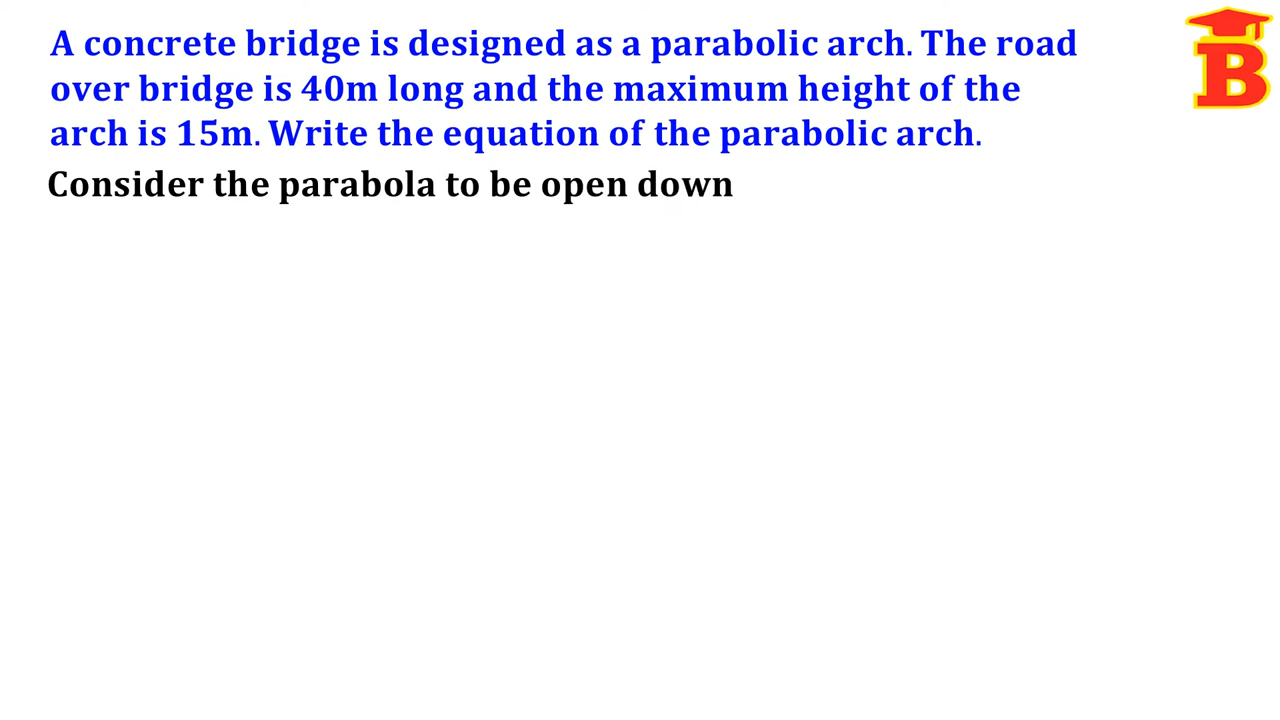 A concrete bridge is designed as a parabolic arch. The road
over bridge is 40m long and the maximum height of the
arch is 15m. Write the equation of the parabolic arch.
Consider the parabola to be open down
B